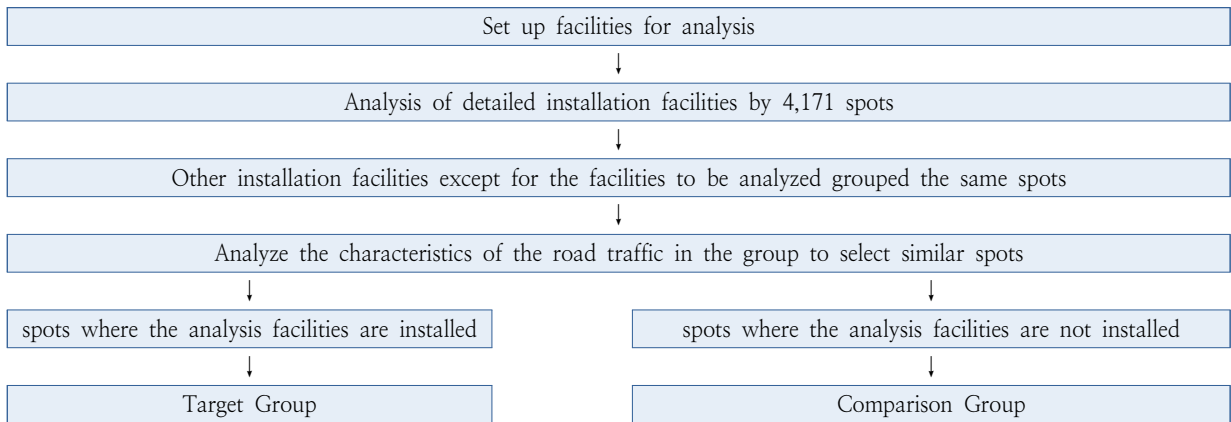 Set up facilities for analysis
Analysis of detailed installation facilities by 4,171 spots
Other installation facilities except for the facilities to be analyzed grouped the same spots
Analyze the characteristics of the road traffic in the group to select similar spots
spots where the analysis facilities are installed
spots where the analysis facilities are not installed
Target Group
Comparison Group